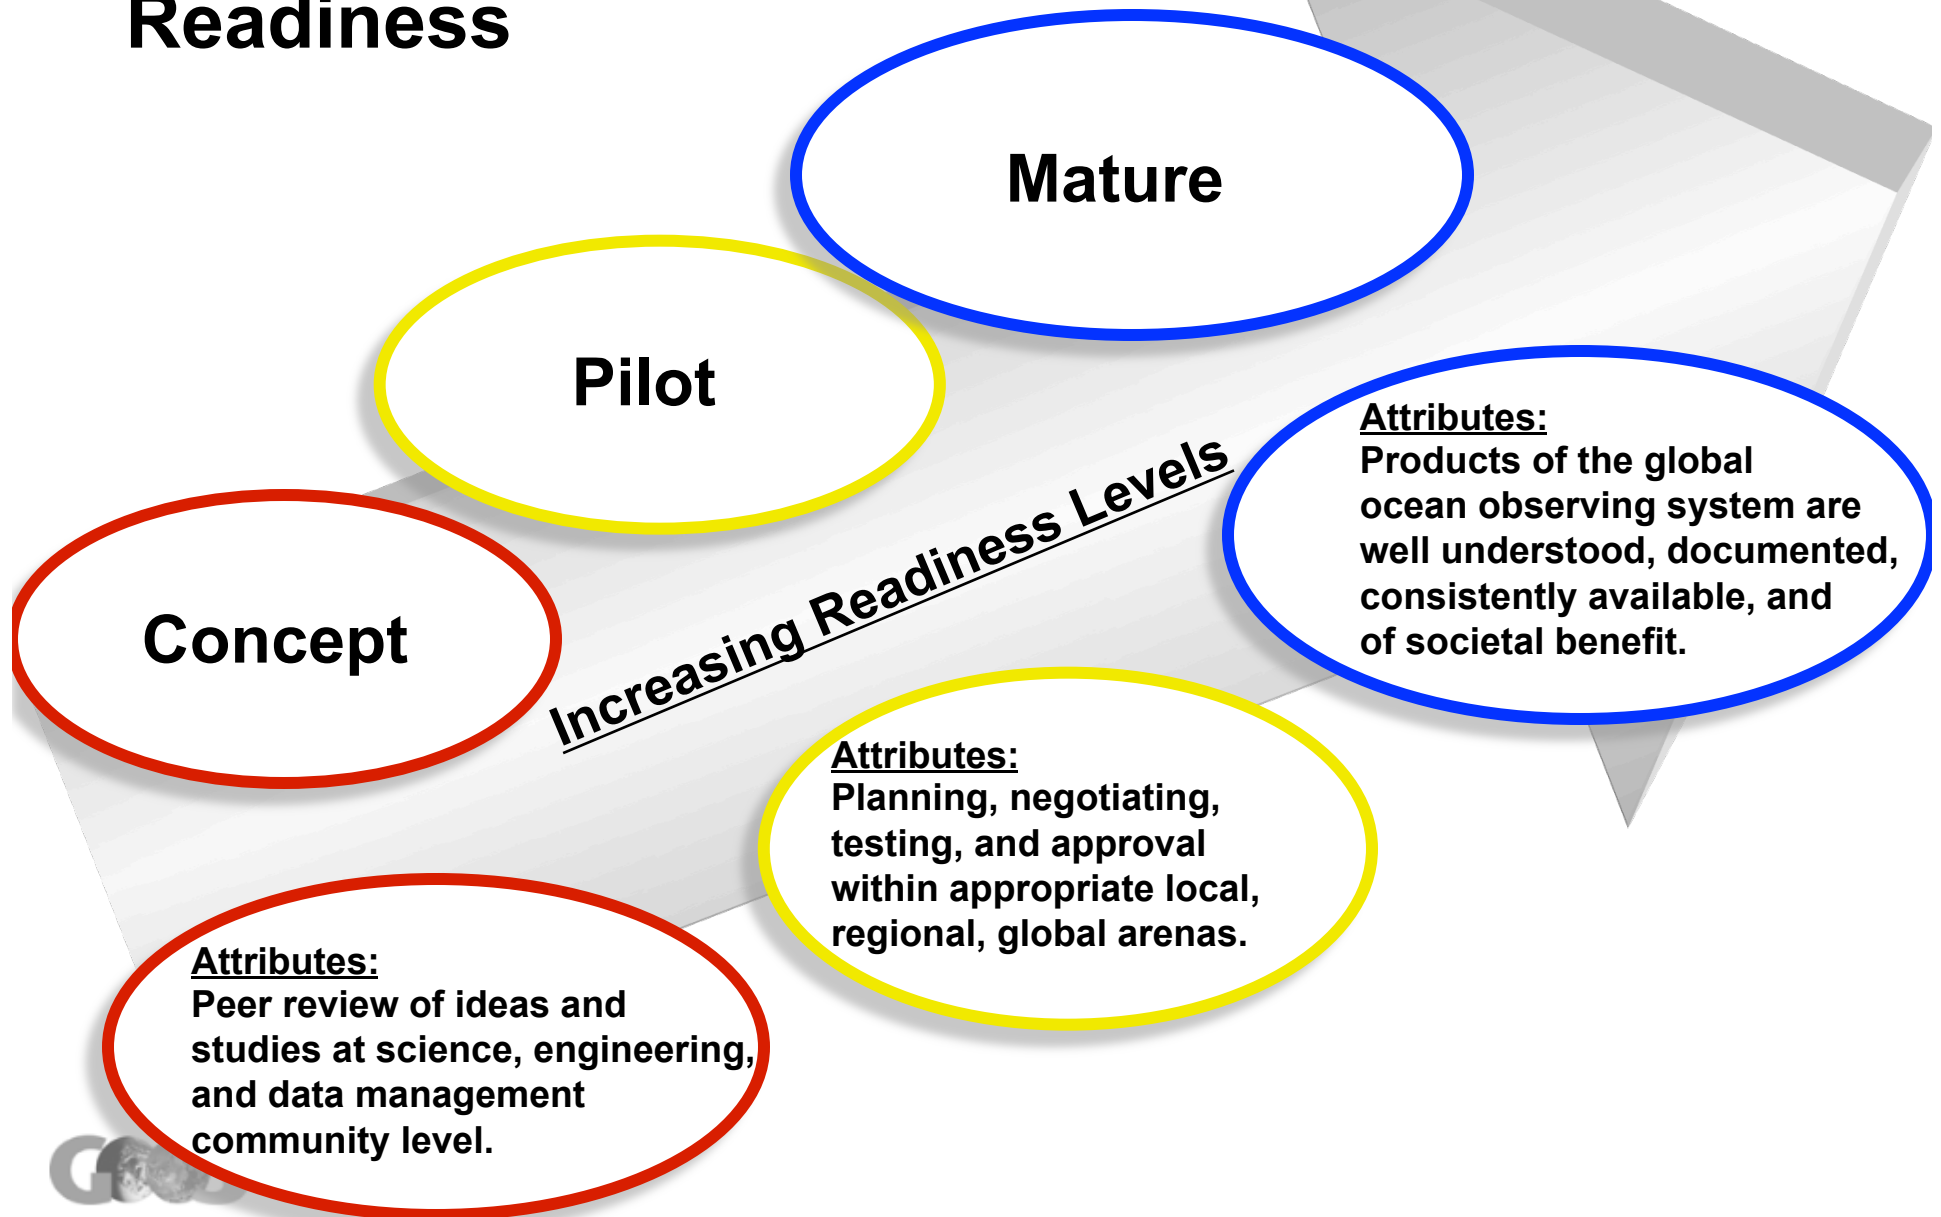 Readiness
Mature
Pilot
Concept
Increasing Readiness Levels
Attributes:
Products of the global
ocean observing system are
well understood, documented,
consistently available, and
of societal benefit.
Attributes:
Planning, negotiating,
testing, and approval
within appropriate local,
regional, global arenas.
Attributes:
Peer review of ideas and
studies at science, engineering,
and data management
community level.